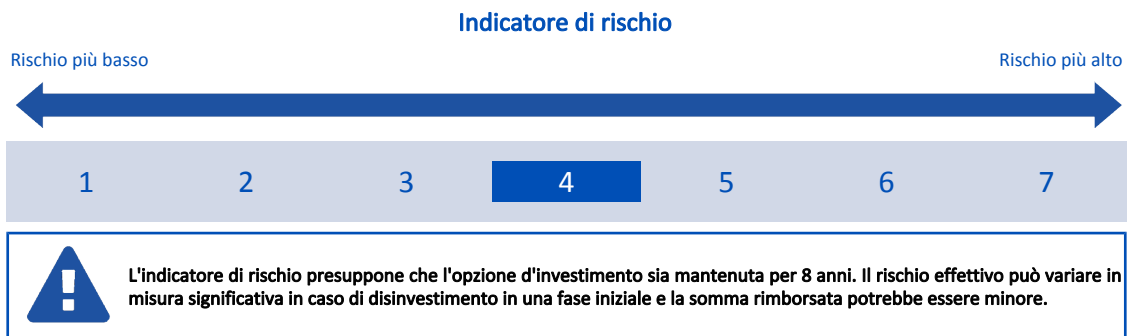 Indicatore di rischio
Rischio più basso
Rischio più alto
1 2 3 4 5 6 7
L'indicatore di rischio presuppone che l'opzione d'investimento sia mantenuta per 8 anni. Il rischio effettivo può variare in
misura significativa in caso di disinvestimento in una fase iniziale e la somma rimborsata potrebbe essere minore.